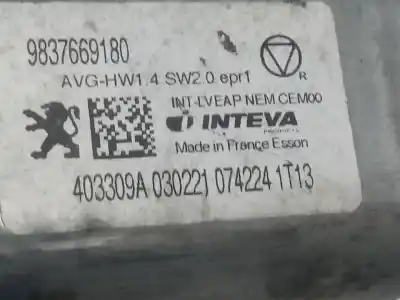 9837669180
AVG-HW1.4 SW2.0 epr1
R
INT-LVEAP NEM CEM00
INTEVA
PRODUCTS
Made in France Esson
403309A 030221 074224 1T13